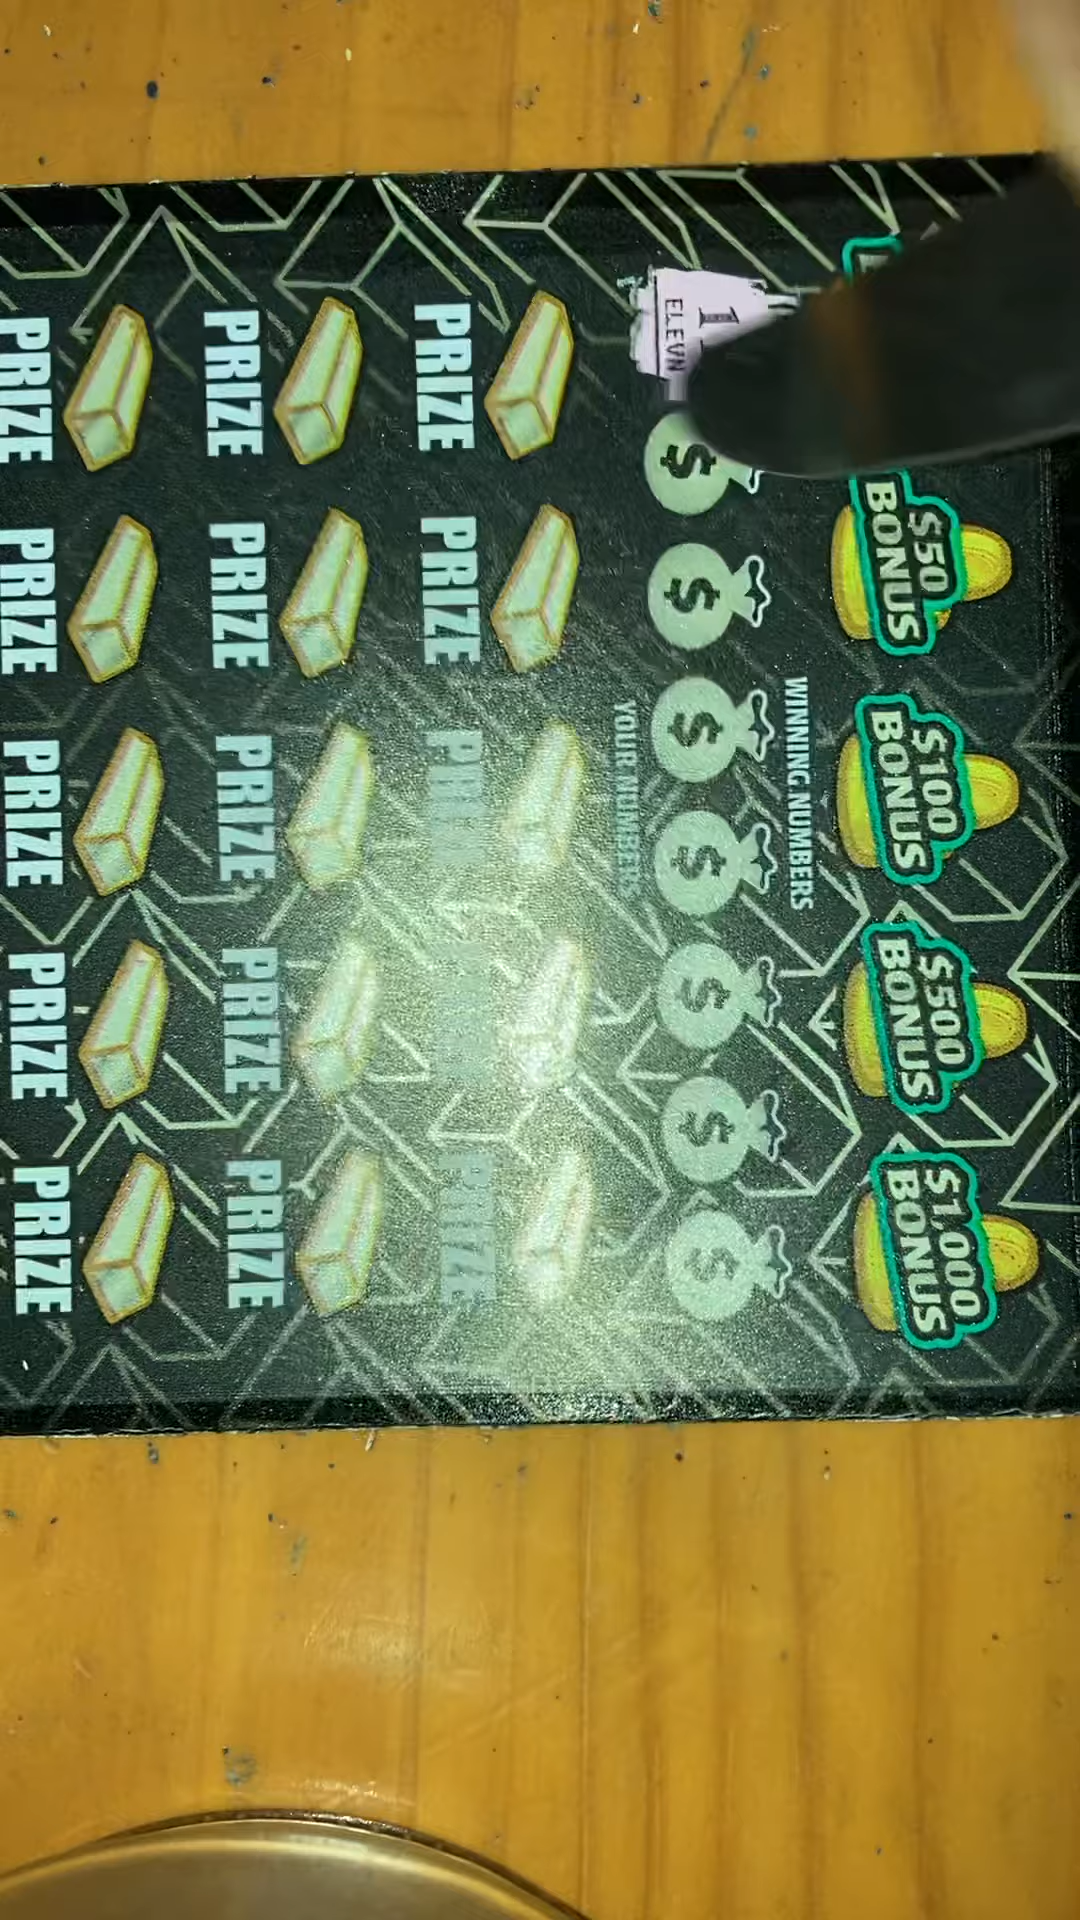 $50 BONUS
$100 BONUS
$500 BONUS
$1,000 BONUS
WINNING NUMBERS
ELEVN
$ $ $ $ $ $ $
YOUR NUMBERS
PRIZE PRIZE PRIZE PRIZE
PRIZE PRIZE PRIZE PRIZE PRIZE
PRIZE PRIZE PRIZE PRIZE PRIZE